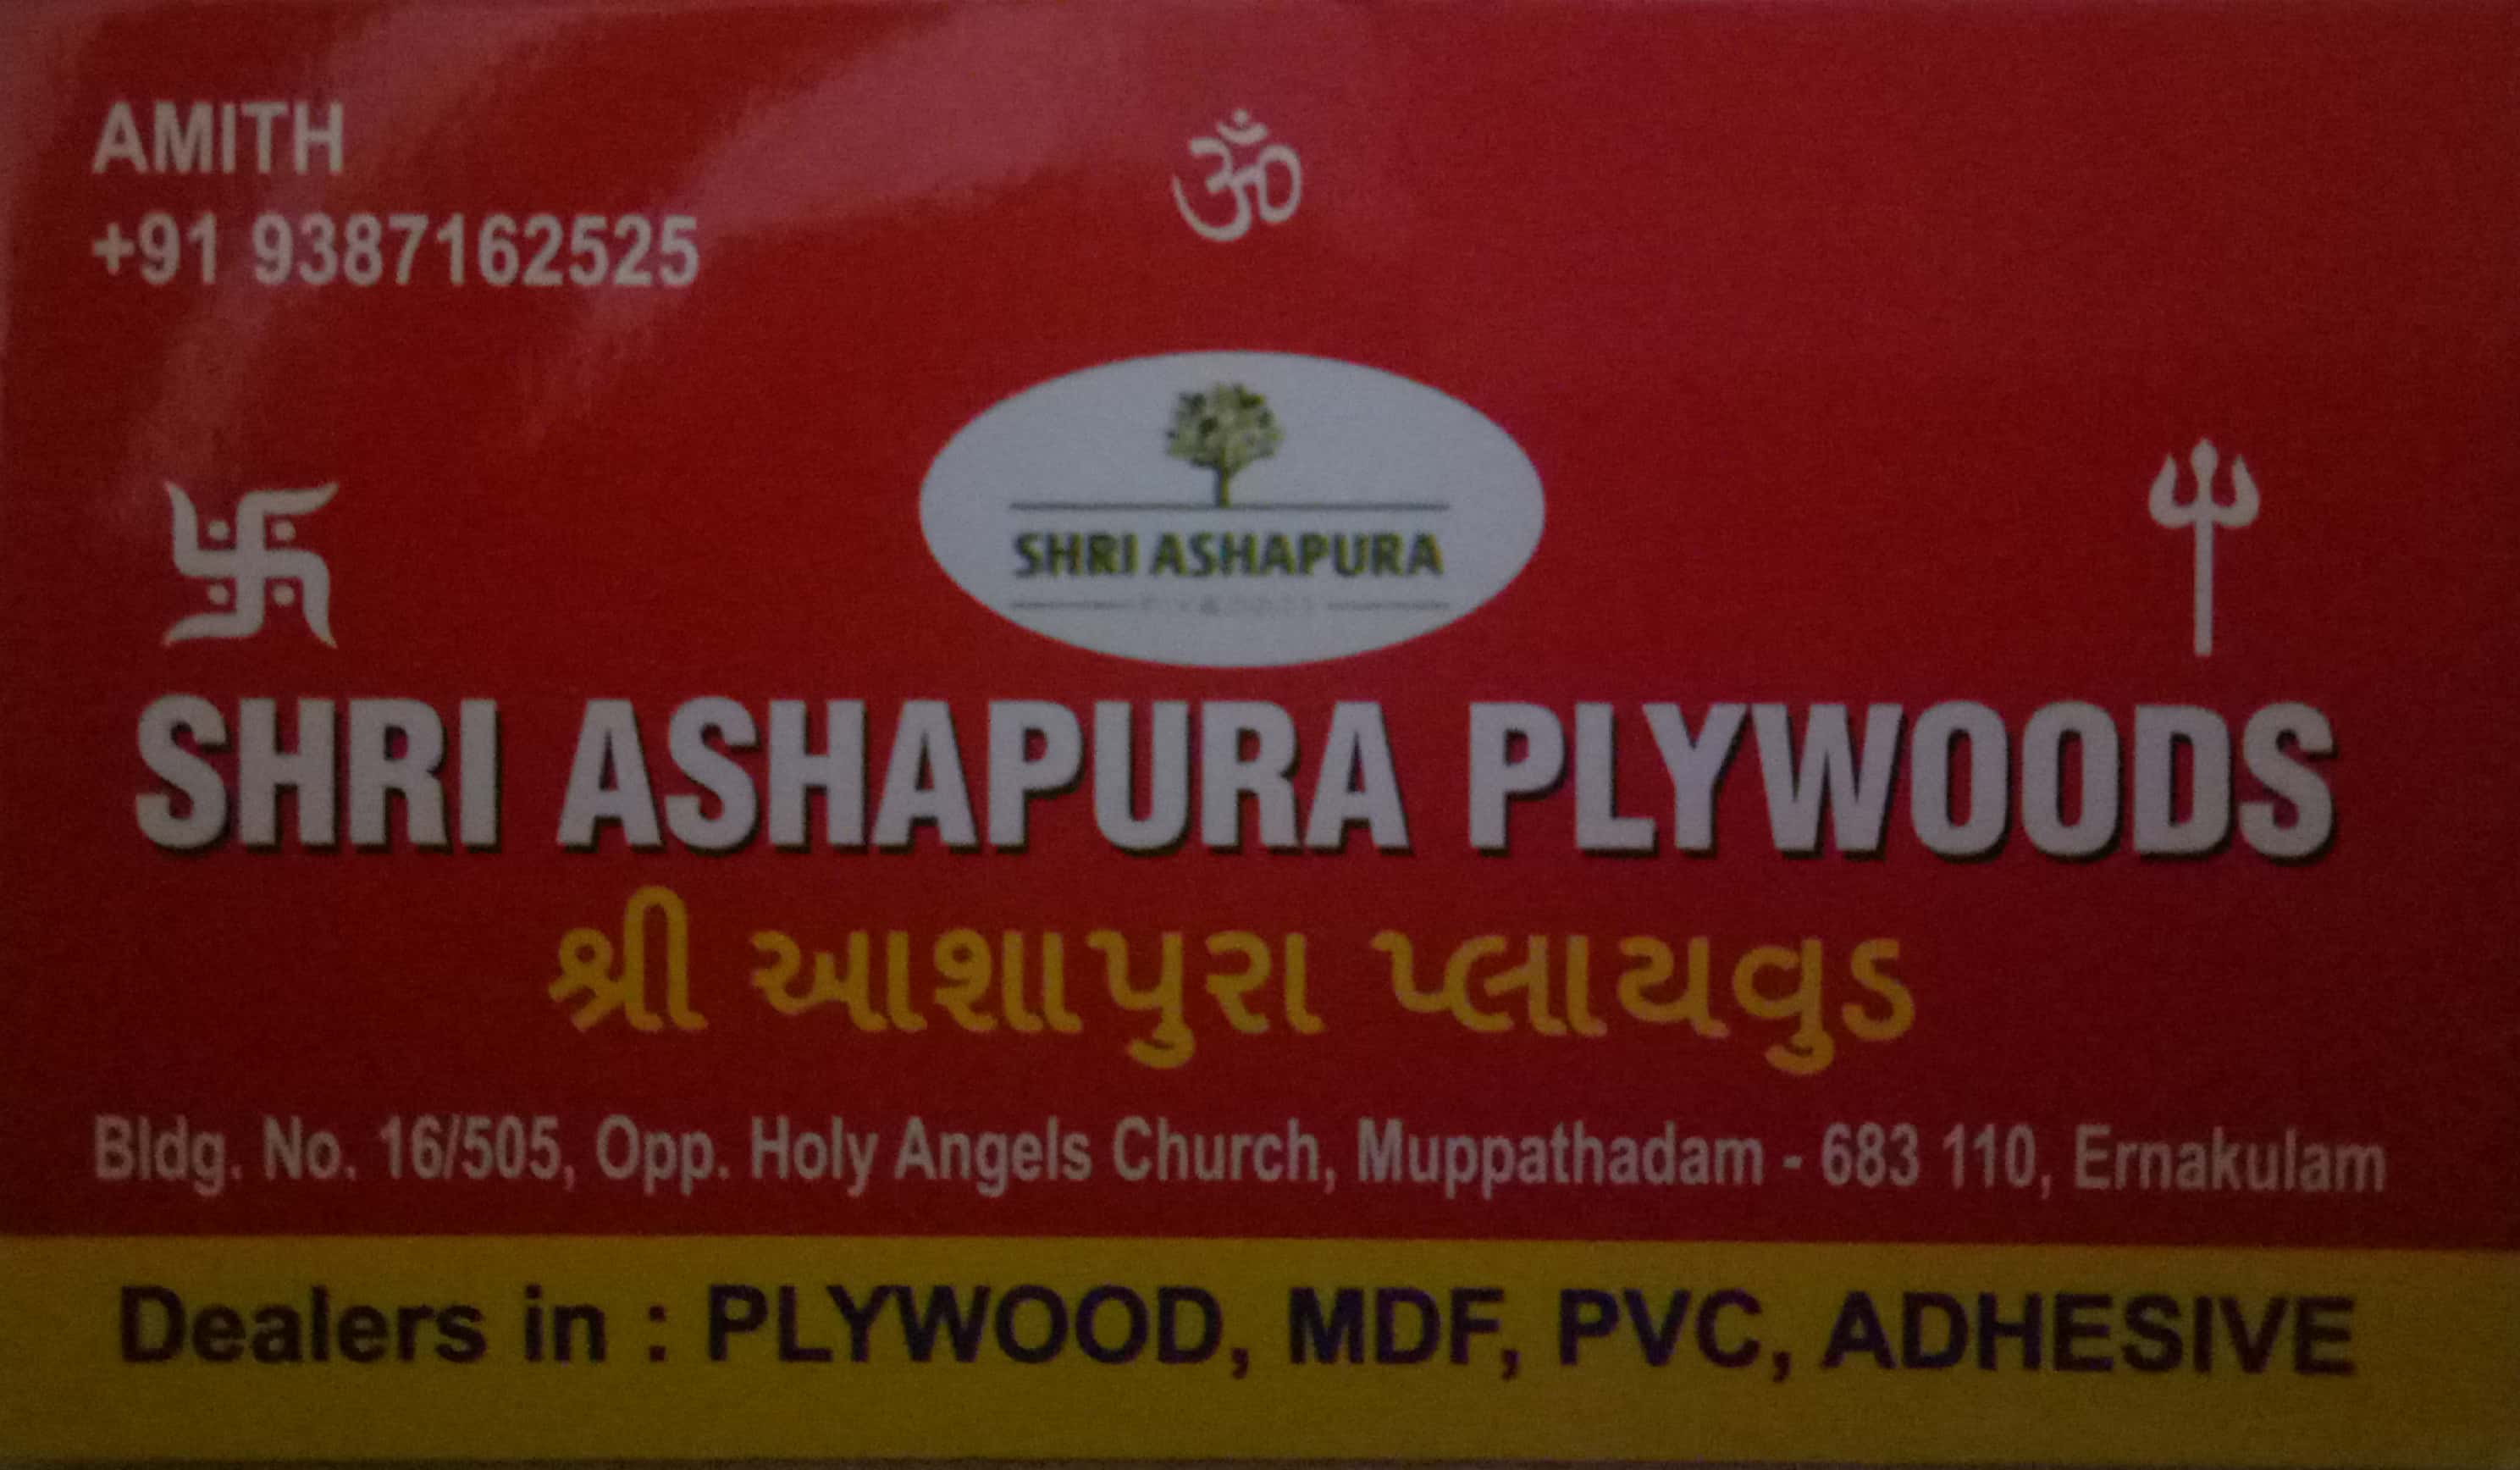 AMITH
+91 9387162525
ॐ
SHRI ASHAPURA
SHRI ASHAPURA PLYWOODS
શ્રી આશાપુરા પ્લાયવુડ
Bldg. No. 16/505, Opp. Holy Angels Church, Muppathadam - 683 110, Ernakulam
Dealers in : PLYWOOD, MDF, PVC, ADHESIVE